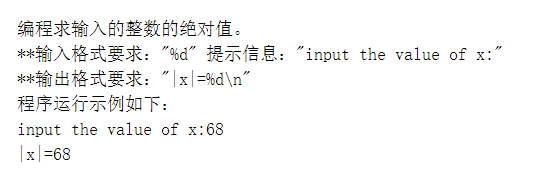 编程求输入的整数的绝对值。
**输入格式要求："%d" 提示信息："input the value of x:"
**输出格式要求："|x|=%d\n"
程序运行示例如下：
input the value of x:68
|x|=68